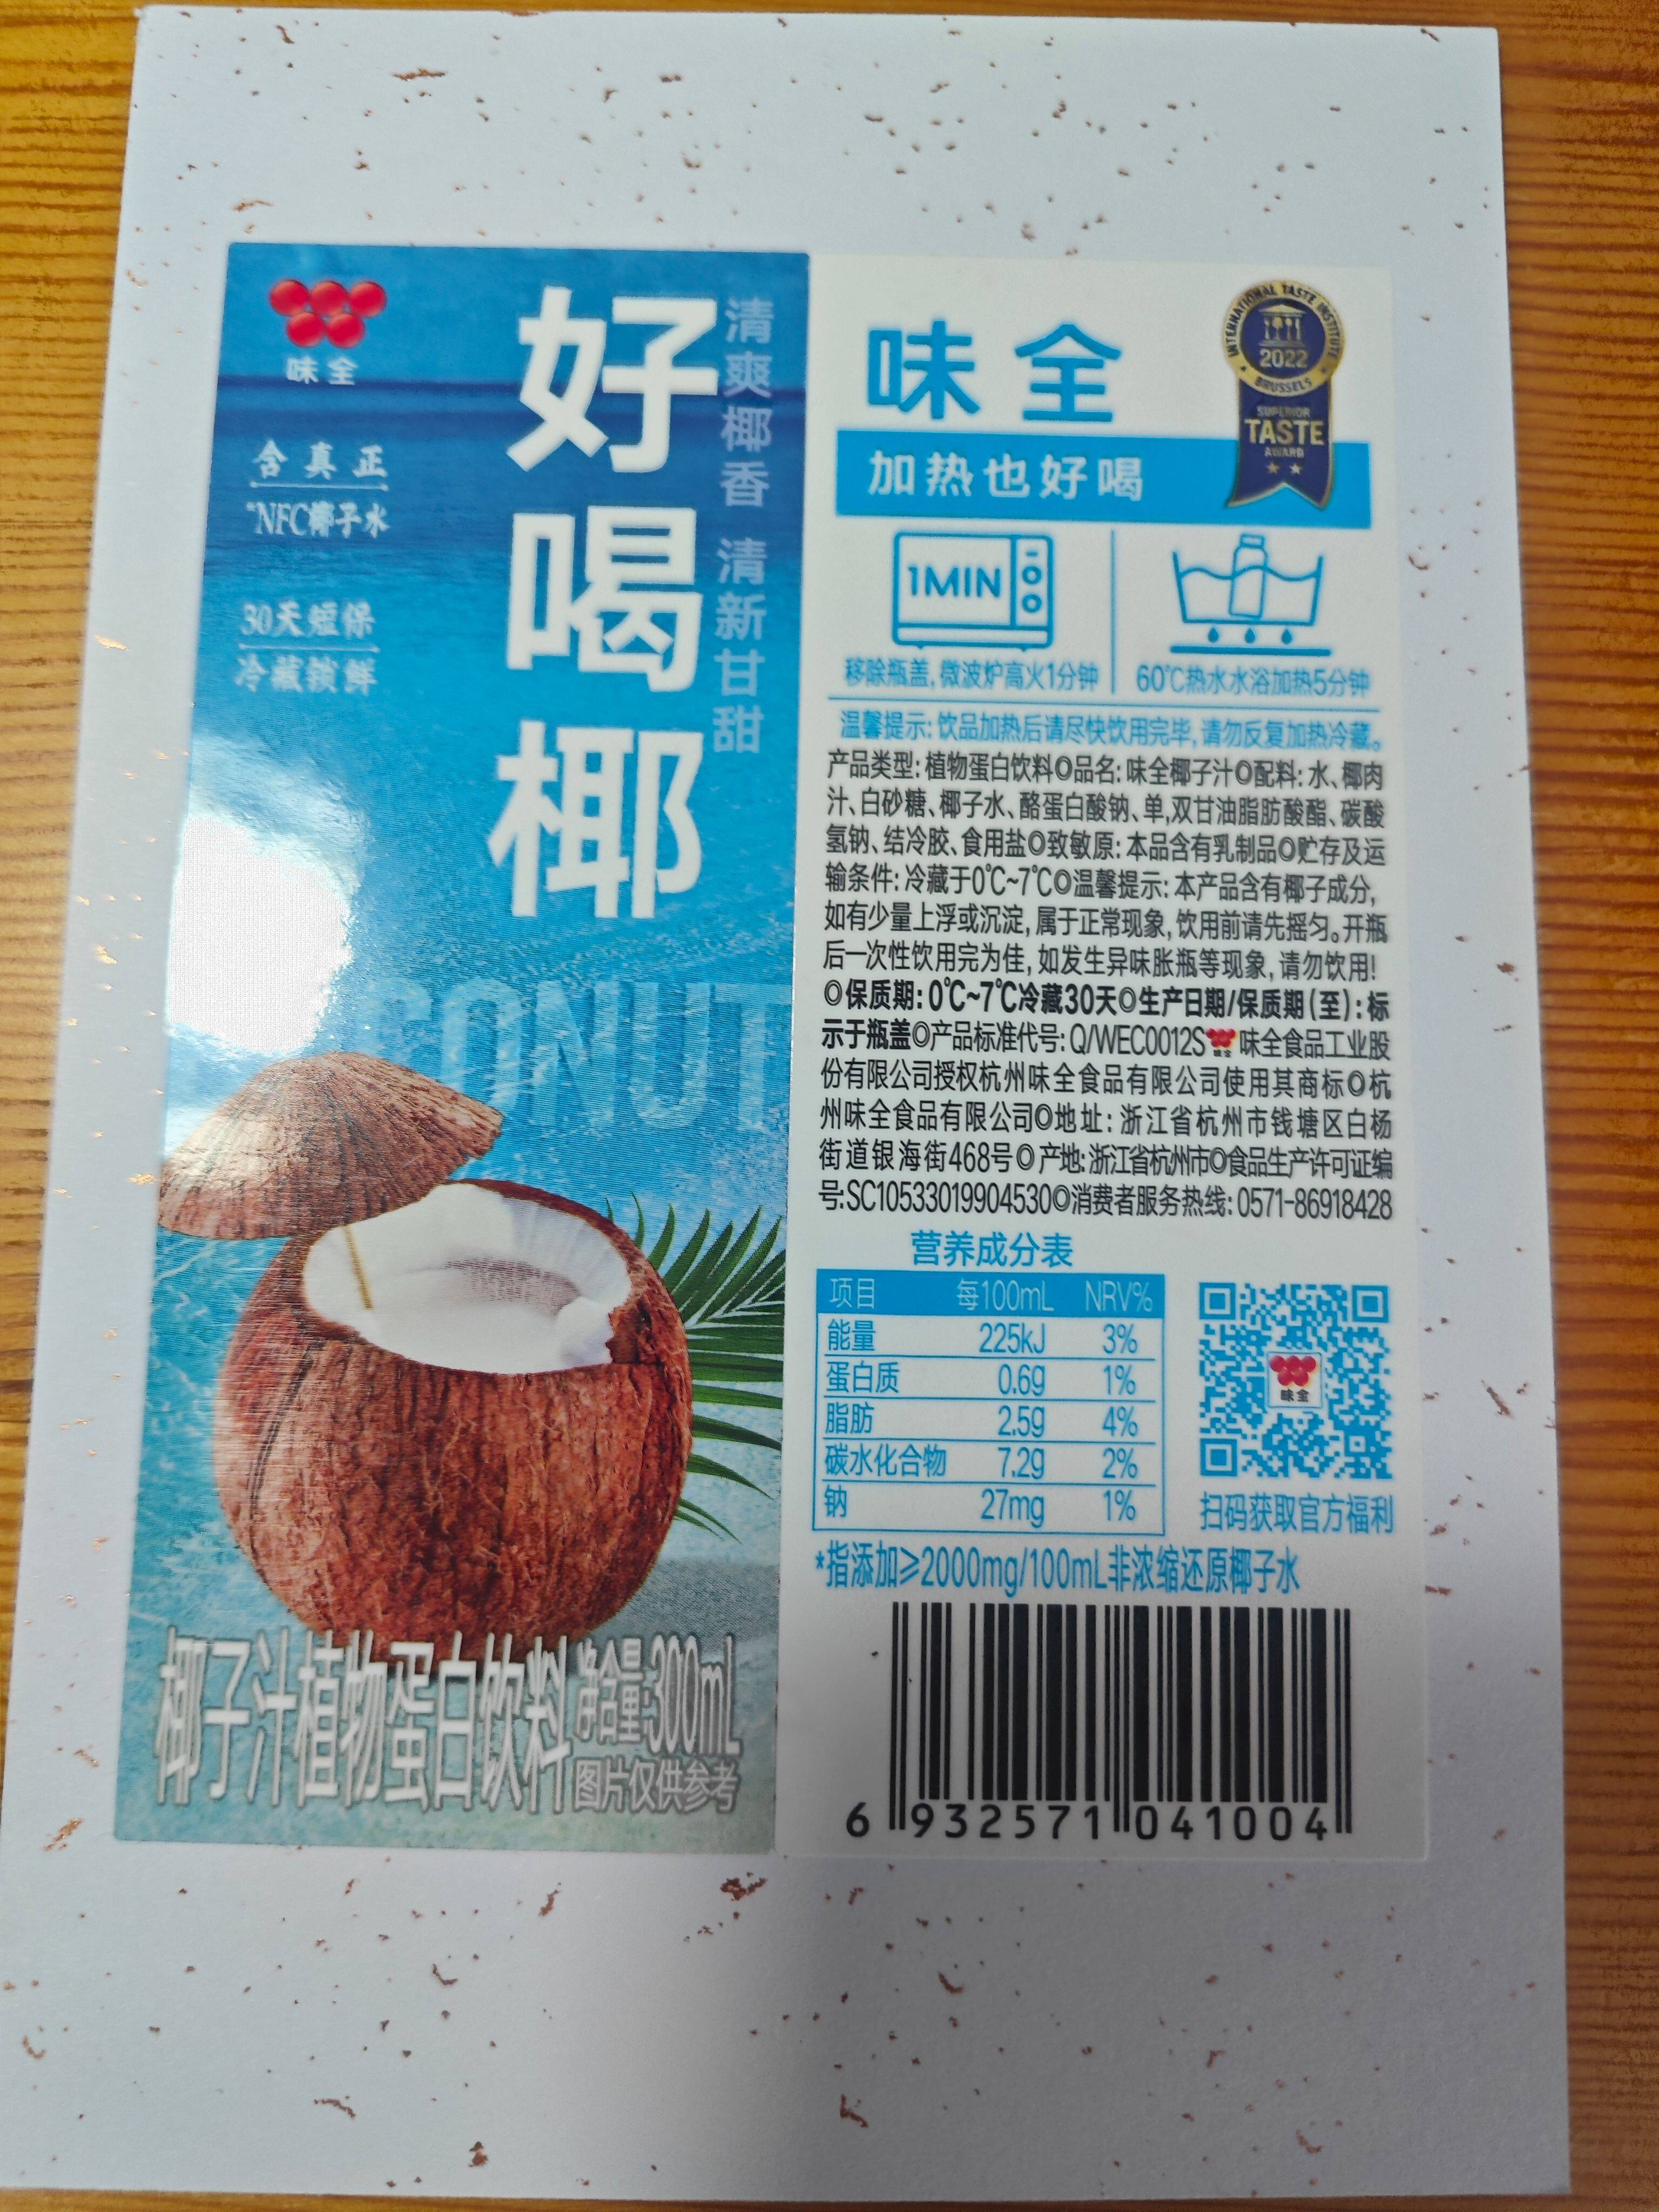 味全
含真正
*NFC椰子水
30天短保
冷藏锁鲜
好喝椰
清爽椰香 清新甘甜
CONUT
椰子汁植物蛋白饮料 净含量:300mL
图片仅供参考
味全
INTERNATIONAL TASTE INSTITUTE
2022
BRUSSELS
SUPERIOR
TASTE
AWARD
加热也好喝
1MIN
移除瓶盖,微波炉高火1分钟
60℃热水水浴加热5分钟
温馨提示:饮品加热后请尽快饮用完毕,请勿反复加热冷藏。
产品类型:植物蛋白饮料◎品名:味全椰子汁◎配料:水、椰肉
汁、白砂糖、椰子水、酪蛋白酸钠、单,双甘油脂肪酸酯、碳酸
氢钠、结冷胶、食用盐◎致敏原:本品含有乳制品◎贮存及运
输条件:冷藏于0℃~7℃◎温馨提示:本产品含有椰子成分,
如有少量上浮或沉淀,属于正常现象,饮用前请先摇匀。开瓶
后一次性饮用完为佳,如发生异味胀瓶等现象,请勿饮用!
◎保质期:0℃~7℃冷藏30天◎生产日期/保质期(至):标
示于瓶盖◎产品标准代号:Q/WEC0012S 味全 味全食品工业股
份有限公司授权杭州味全食品有限公司使用其商标◎杭
州味全食品有限公司◎地址:浙江省杭州市钱塘区白杨
街道银海街468号◎产地:浙江省杭州市◎食品生产许可证编
号:SC10533019904530◎消费者服务热线:0571-86918428
营养成分表
项目 每100mL NRV%
能量 225kJ 3%
蛋白质 0.6g 1%
脂肪 2.5g 4%
碳水化合物 7.2g 2%
钠 27mg 1%
味全
扫码获取官方福利
*指添加≥2000mg/100mL非浓缩还原椰子水
6 932571 041004